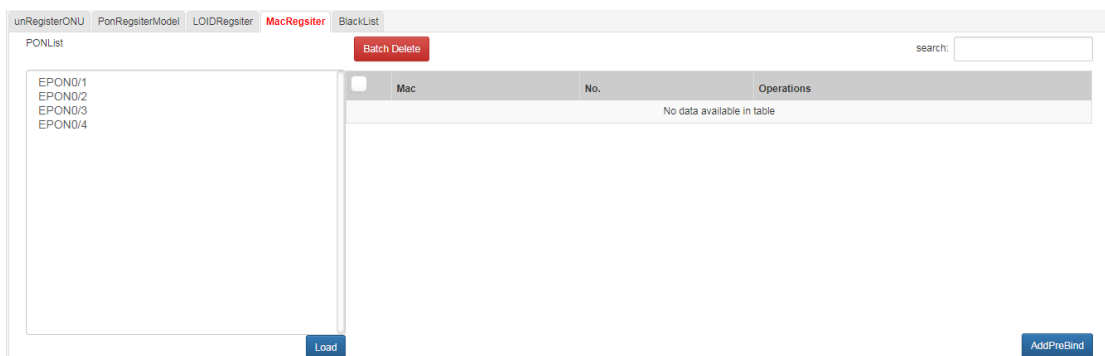 unRegisterONU PonRegsiterModel LOIDRegsiter MacRegsiter BlackList
PONList
Batch Delete
search:
EPON0/1
EPON0/2
EPON0/3
EPON0/4
Mac No. Operations
No data available in table
Load
AddPreBind